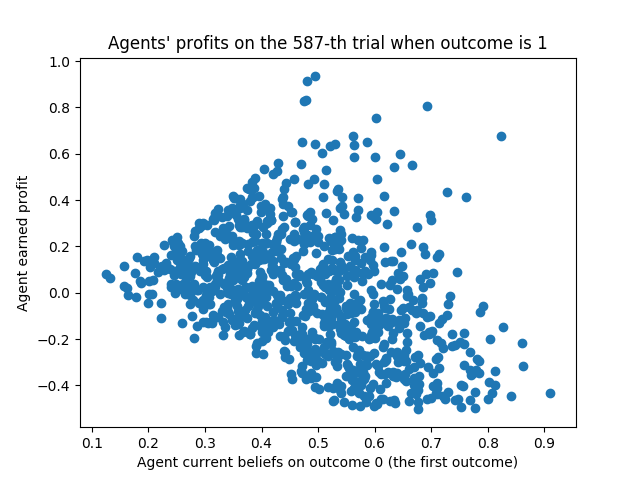 Agents' profits on the 587-th trial when outcome is 1
1.0
0.8
0.6
0.4
0.2
0.0
−0.2
−0.4
Agent earned profit
0.1 0.2 0.3 0.4 0.5 0.6 0.7 0.8 0.9
Agent current beliefs on outcome 0 (the first outcome)